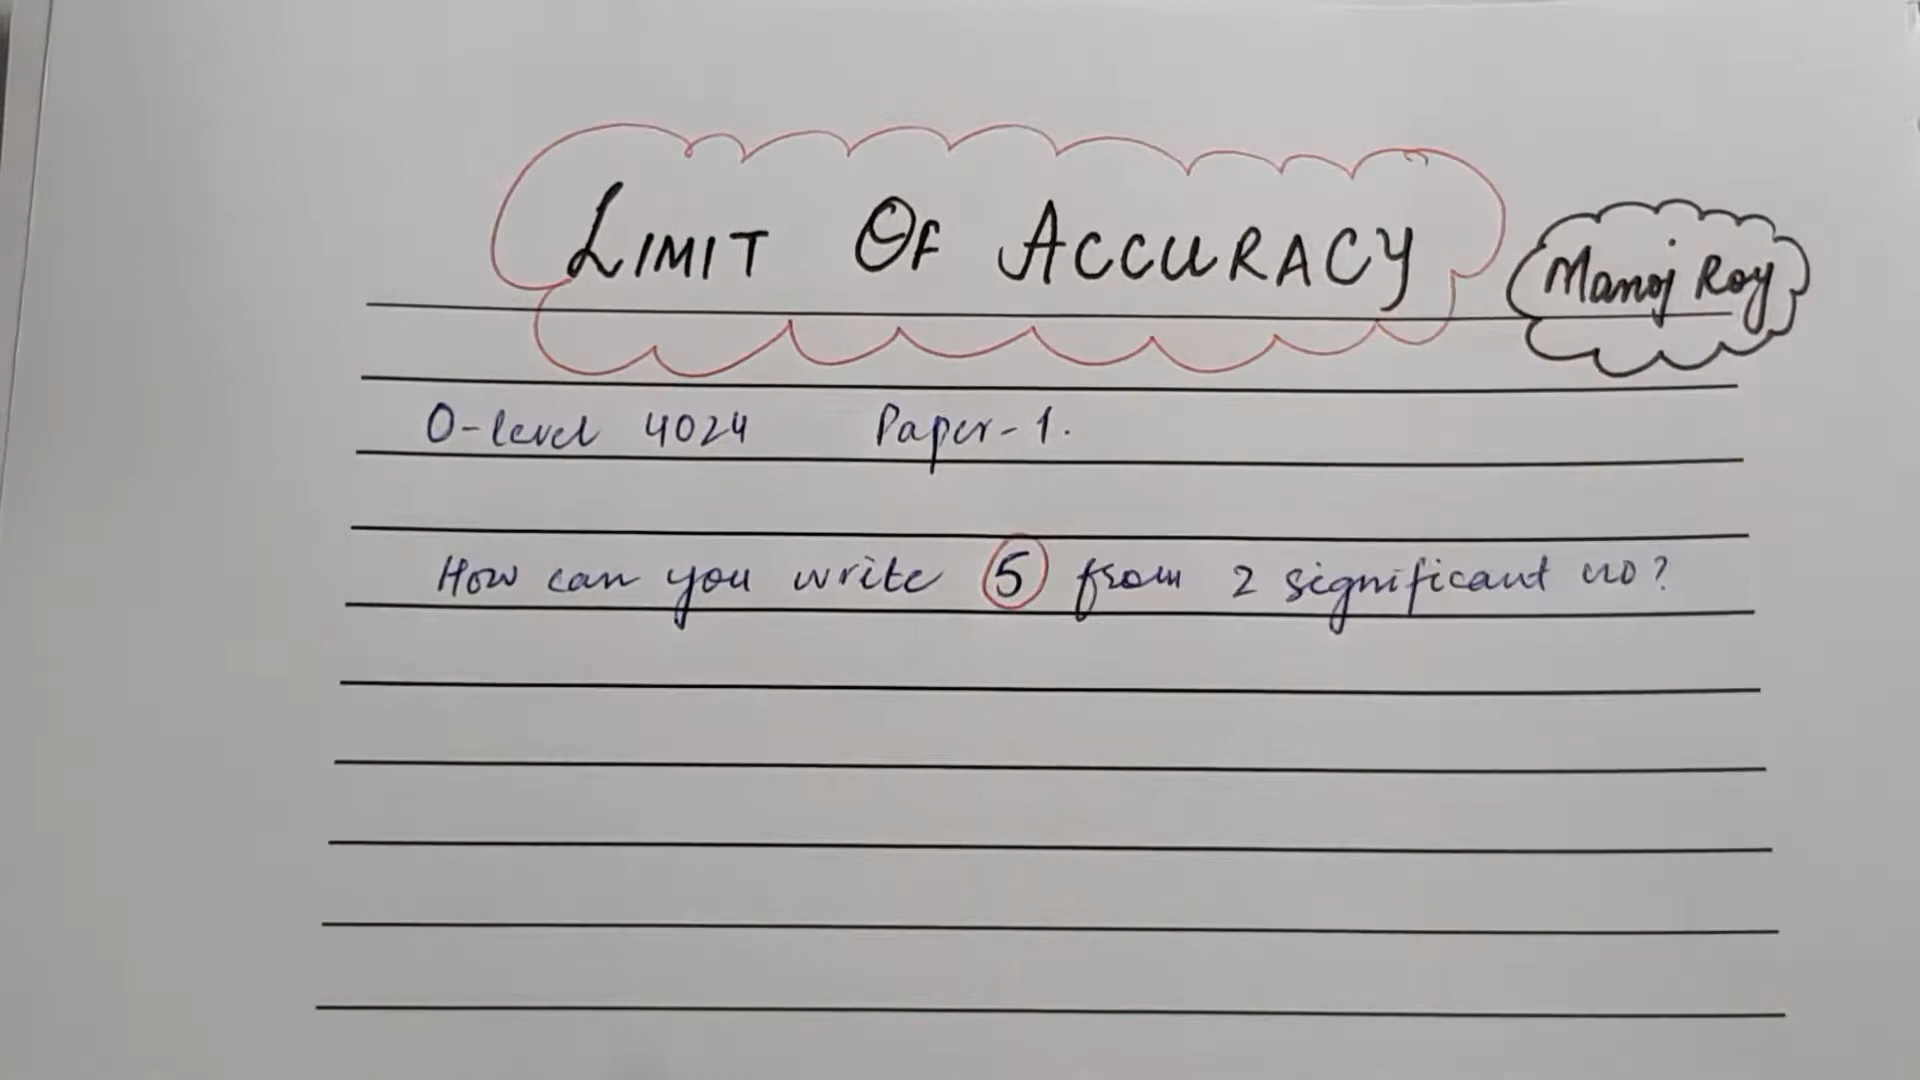 LIMIT OF ACCURACY
Manoj Roy
O-level 4024 Paper-1.
How can you write 5 from 2 significant no?